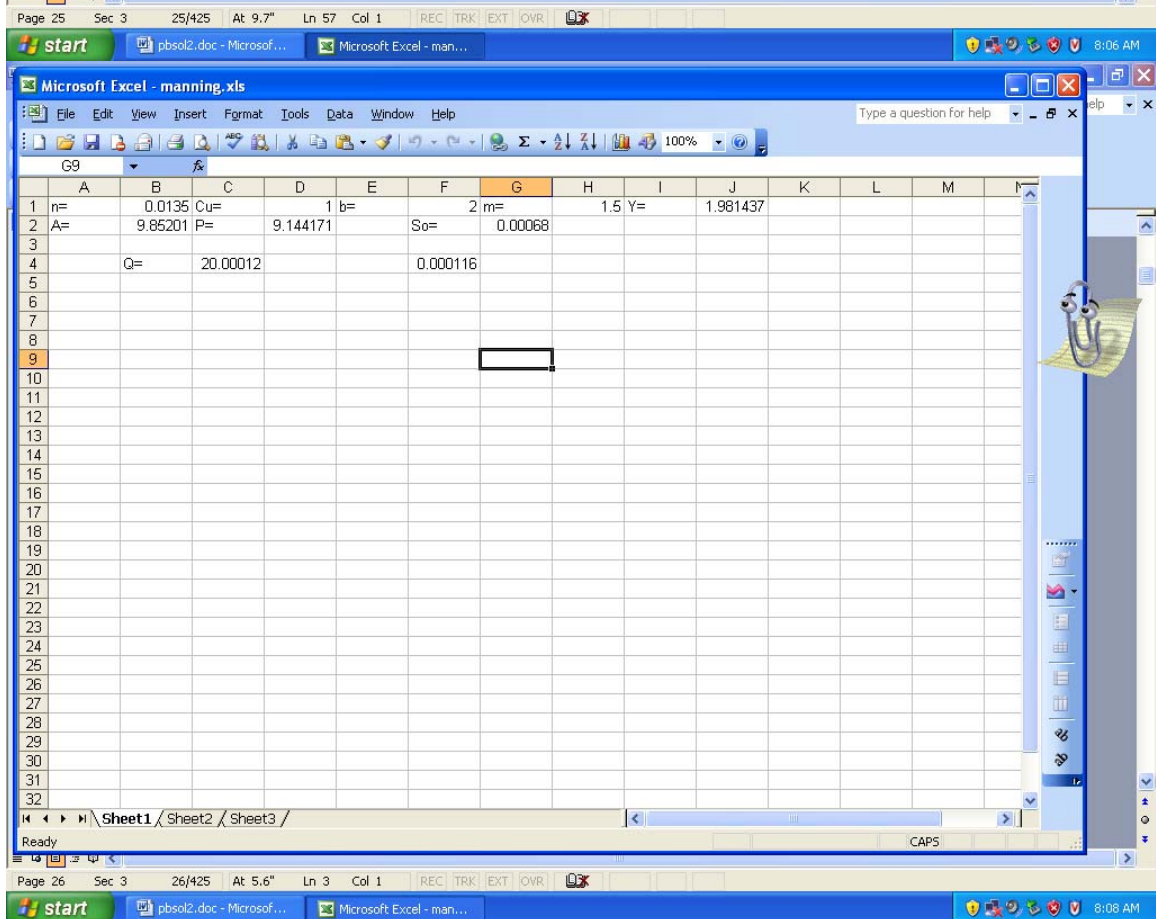 Page 25 Sec 3 25/425 At 9.7" Ln 57 Col 1 REC TRK EXT OVR
start pbsol2.doc - Microsof... Microsoft Excel - man... 8:06 AM
Microsoft Excel - manning.xls
File Edit View Insert Format Tools Data Window Help Type a question for help elp
100%
G9 fx
A B C D E F G H I J K L M N
1 n= 0.0135 Cu= 1 b= 2 m= 1.5 Y= 1.981437
2 A= 9.85201 P= 9.144171 So= 0.00068
3
4 Q= 20.00012 0.000116
5
6
7
8
9
10
11
12
13
14
15
16
17
18
19
20
21
22
23
24
25
26
27
28
29
30
31
32
Sheet1 / Sheet2 / Sheet3 /
Ready CAPS
Page 26 Sec 3 26/425 At 5.6" Ln 3 Col 1 REC TRK EXT OVR
start pbsol2.doc - Microsof... Microsoft Excel - man... 8:08 AM